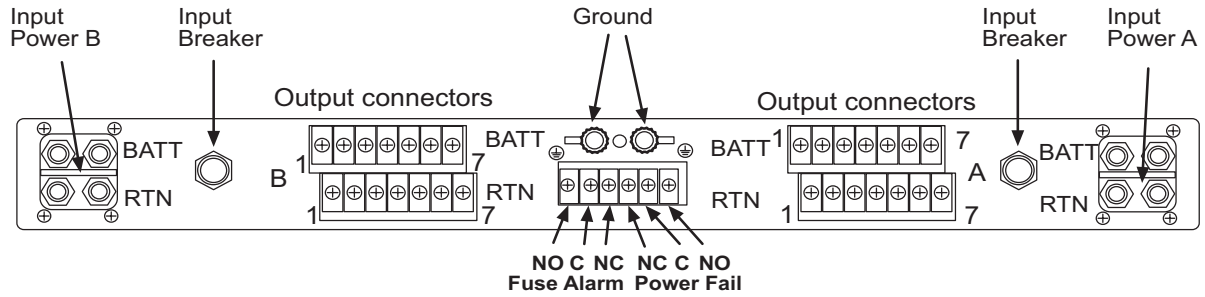 Input Power B
Input Breaker
Ground
Input Breaker
Input Power A
Output connectors
Output connectors
BATT
RTN
B
1
7
1
7
BATT
RTN
BATT
RTN
1
7
1
7
A
BATT
RTN
NO C NC NC C NO
Fuse Alarm Power Fail